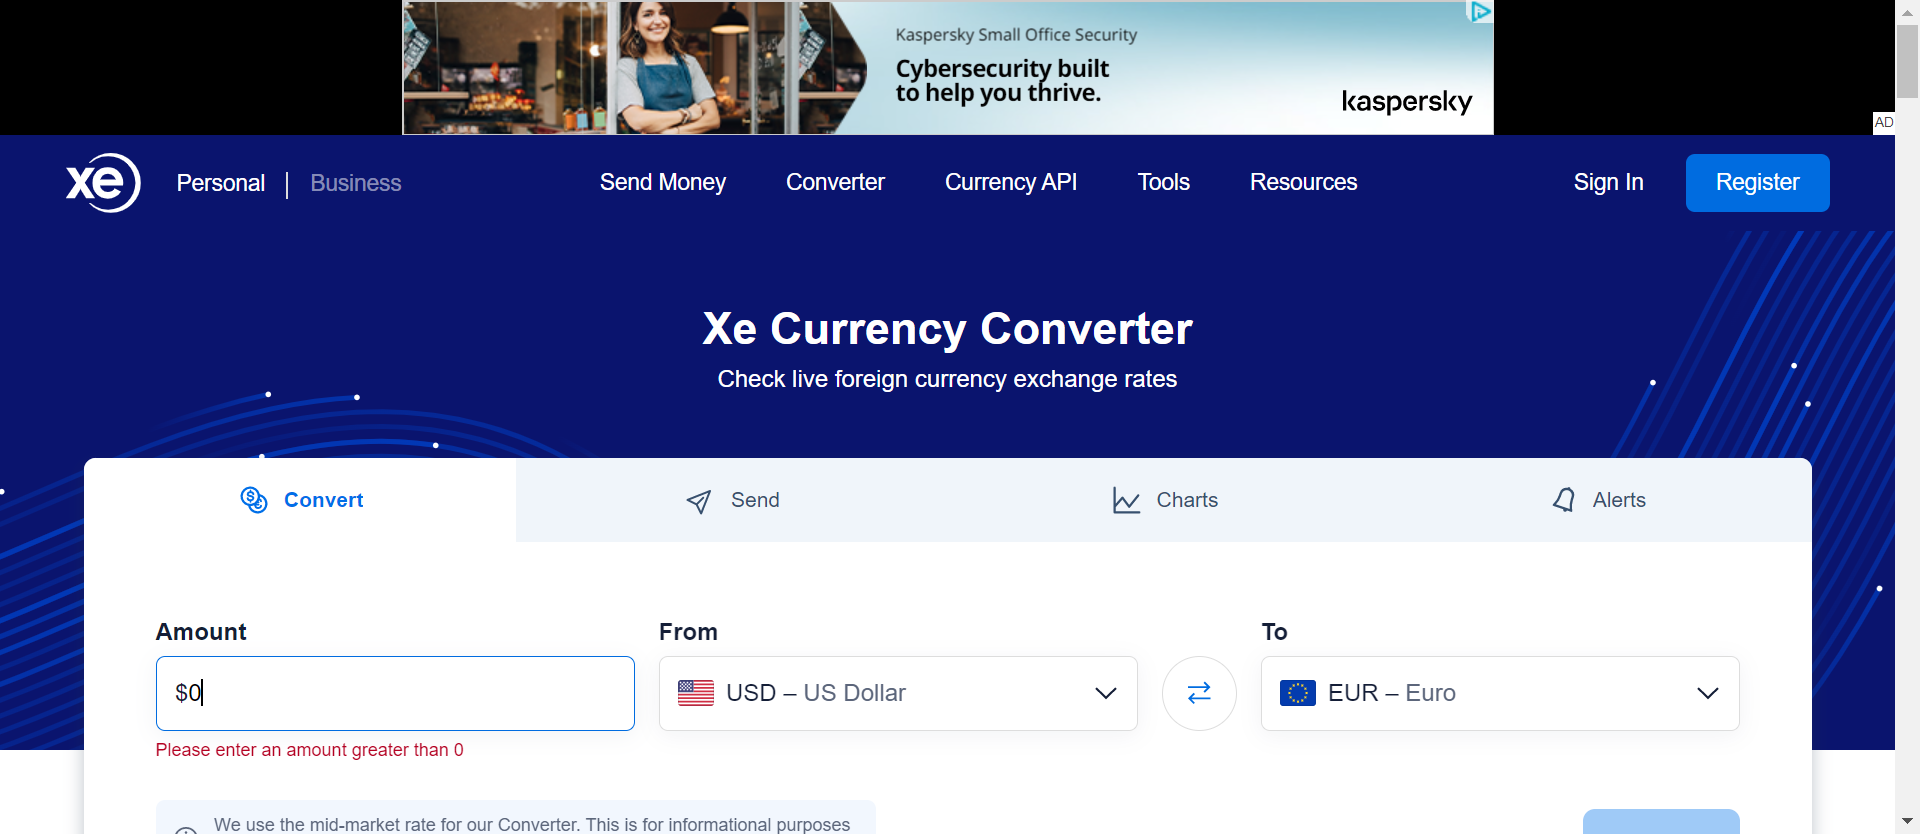 Kaspersky Small Office Security
Cybersecurity built
to help you thrive.
kaspersky
AD
xe
Personal
Business
Send Money
Converter
Currency API
Tools
Resources
Sign In
Register
Xe Currency Converter
Check live foreign currency exchange rates
Convert
Send
Charts
Alerts
Amount
From
To
$0
USD – US Dollar
EUR – Euro
Please enter an amount greater than 0
We use the mid-market rate for our Converter. This is for informational purposes